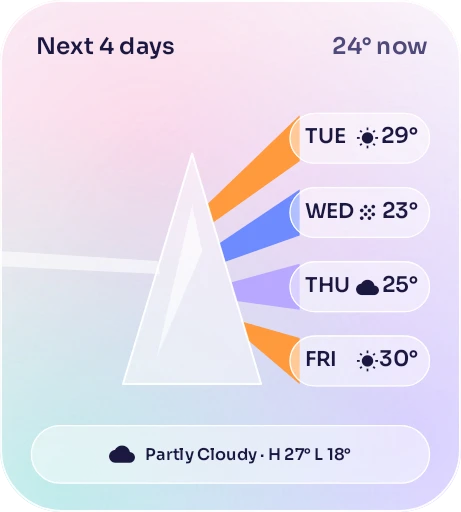 Next 4 days 24° now
TUE 29°
WED 23°
THU 25°
FRI 30°
Partly Cloudy · H 27° L 18°